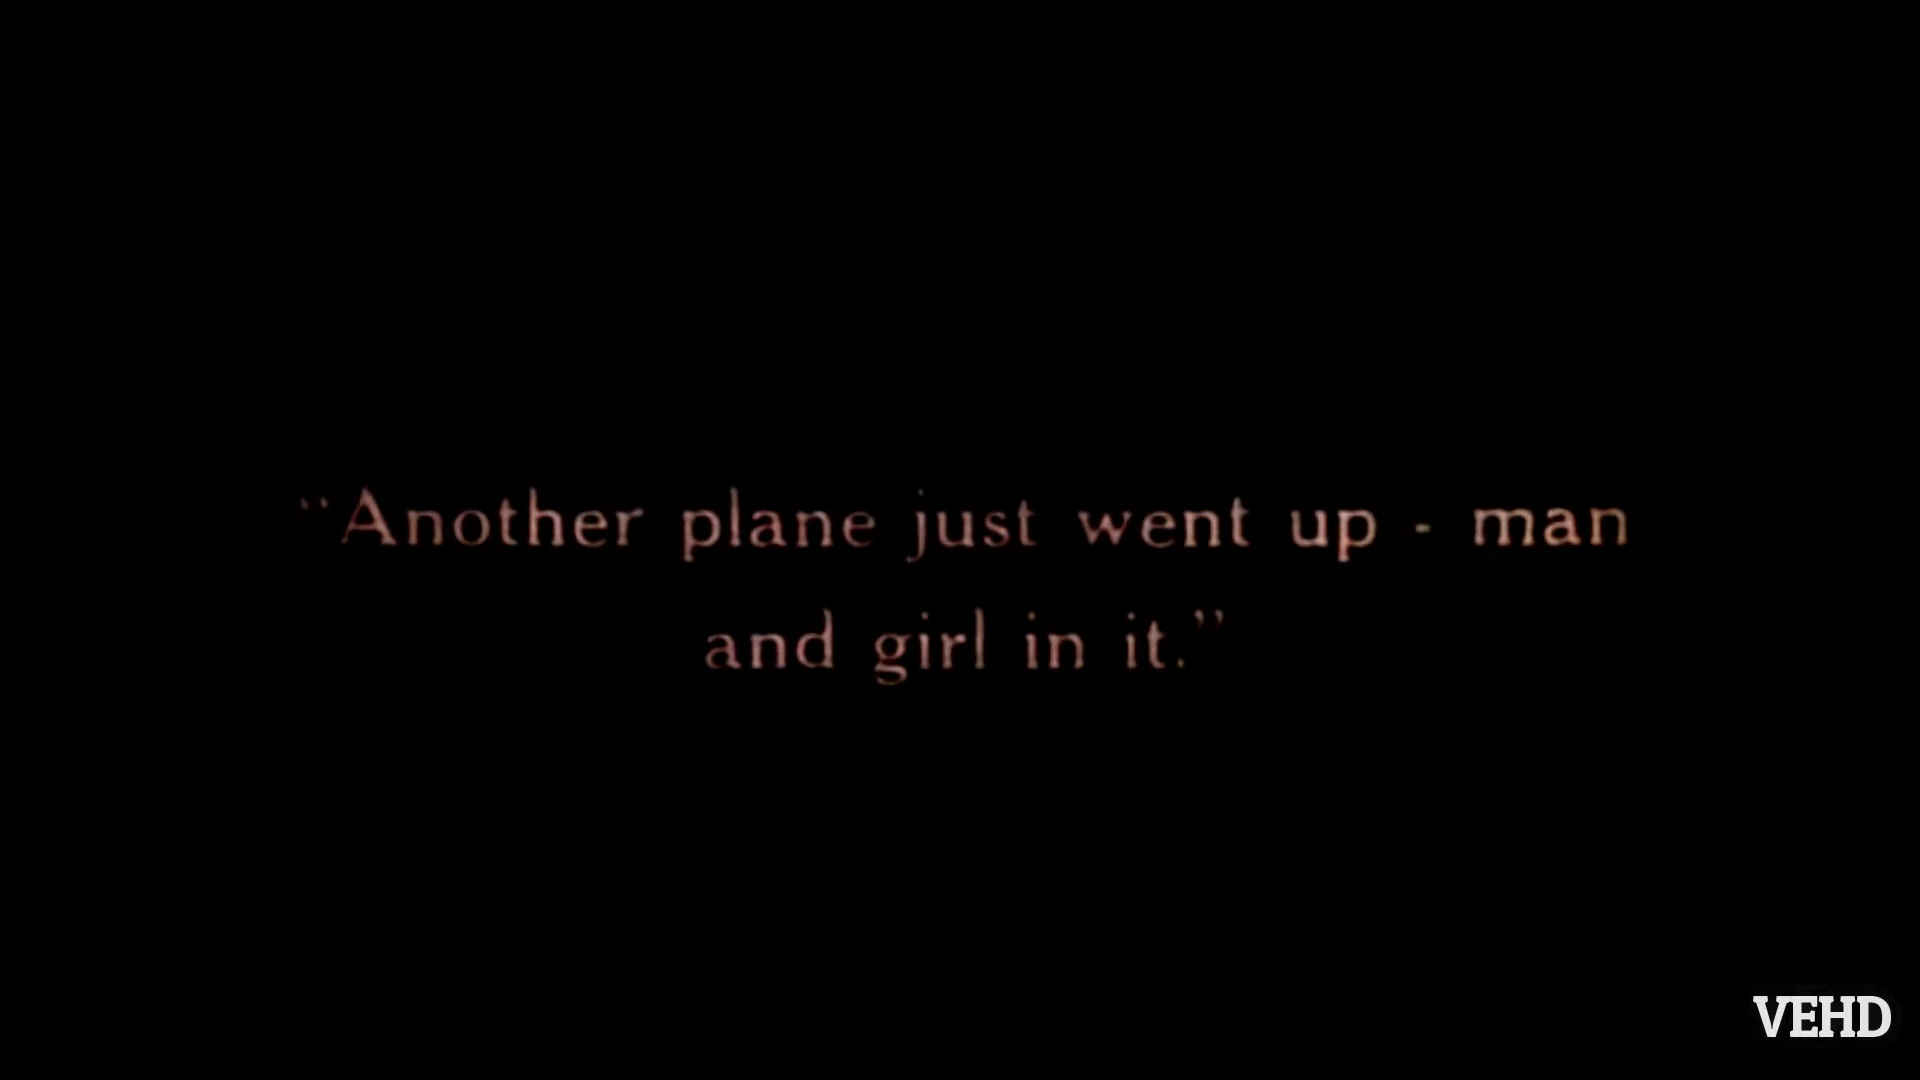 “Another plane just went up - man
and girl in it.”
VEHD